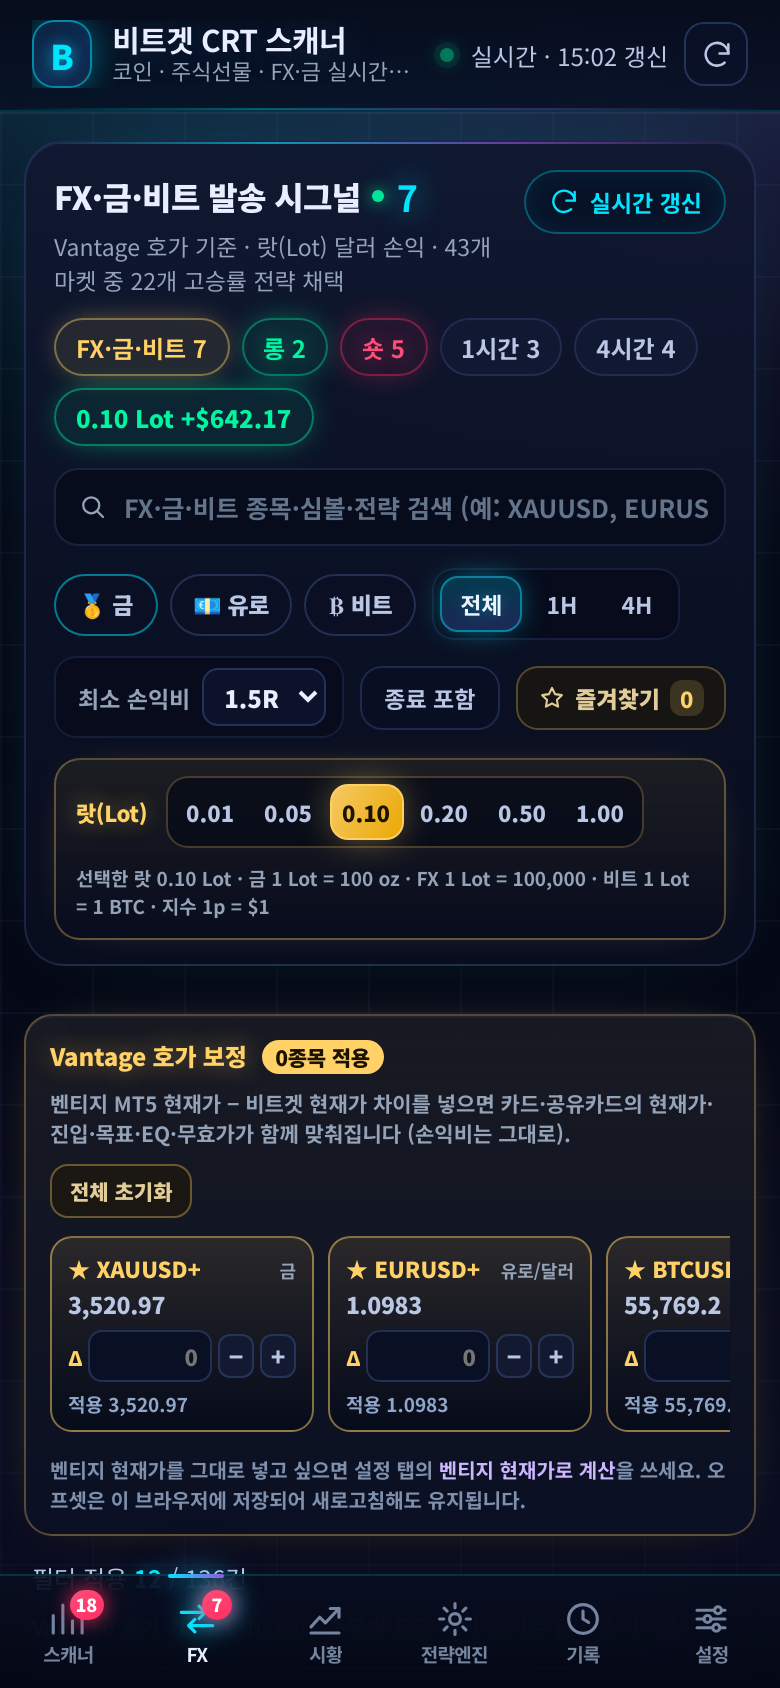 B
비트겟 CRT 스캐너
코인 · 주식선물 · FX·금 실시간…
실시간 · 15:02 갱신
FX·금·비트 발송 시그널 • 7
실시간 갱신
Vantage 호가 기준 · 랏(Lot) 달러 손익 · 43개
마켓 중 22개 고승률 전략 채택
FX·금·비트 7 롱 2 숏 5 1시간 3 4시간 4
0.10 Lot +$642.17
FX·금·비트 종목·심볼·전략 검색 (예: XAUUSD, EURUS
🥇 금 💶 유로 ₿ 비트 전체 1H 4H
최소 손익비 1.5R 종료 포함 즐겨찾기 0
랏(Lot) 0.01 0.05 0.10 0.20 0.50 1.00
선택한 랏 0.10 Lot · 금 1 Lot = 100 oz · FX 1 Lot = 100,000 · 비트 1 Lot
= 1 BTC · 지수 1p = $1
Vantage 호가 보정 0종목 적용
벤티지 MT5 현재가 − 비트겟 현재가 차이를 넣으면 카드·공유카드의 현재가·
진입·목표·EQ·무효가가 함께 맞춰집니다 (손익비는 그대로).
전체 초기화
★ XAUUSD+ 금
3,520.97
Δ 0 − +
적용 3,520.97
★ EURUSD+ 유로/달러
1.0983
Δ 0 − +
적용 1.0983
★ BTCUS
55,769.2
Δ
적용 55,769.
벤티지 현재가를 그대로 넣고 싶으면 설정 탭의 벤티지 현재가로 계산을 쓰세요. 오
프셋은 이 브라우저에 저장되어 새로고침해도 유지됩니다.
필터 적용 12 / 136건
18 7
스캐너 FX 시황 전략엔진 기록 설정